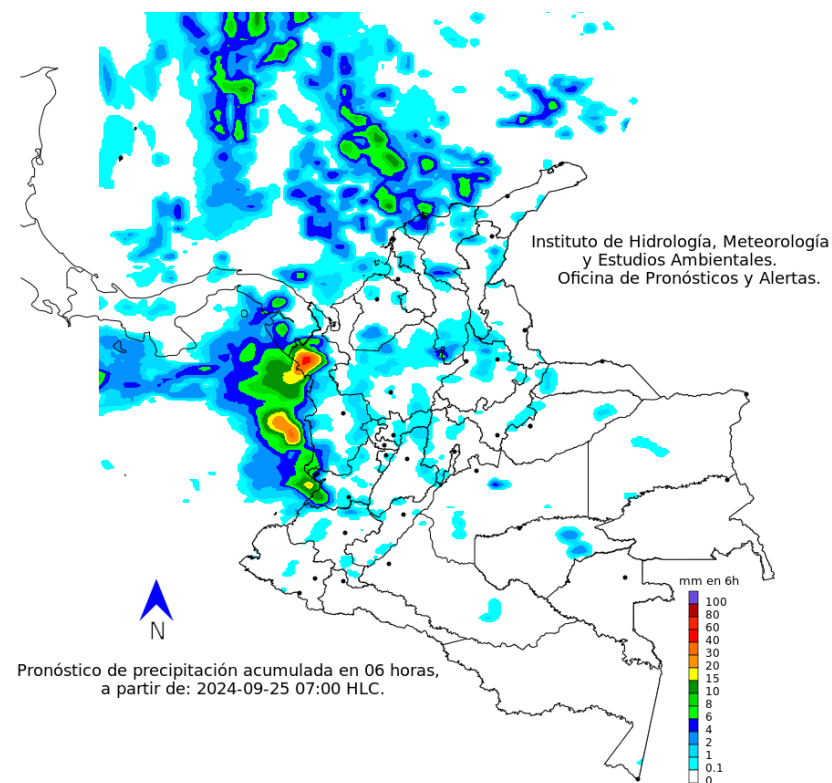 Instituto de Hidrología, Meteorología
y Estudios Ambientales.
Oficina de Pronósticos y Alertas.
N
Pronóstico de precipitación acumulada en 06 horas,
a partir de: 2024-09-25 07:00 HLC.
mm en 6h
100
80
60
40
30
20
15
10
8
6
4
2
1
0.1
0